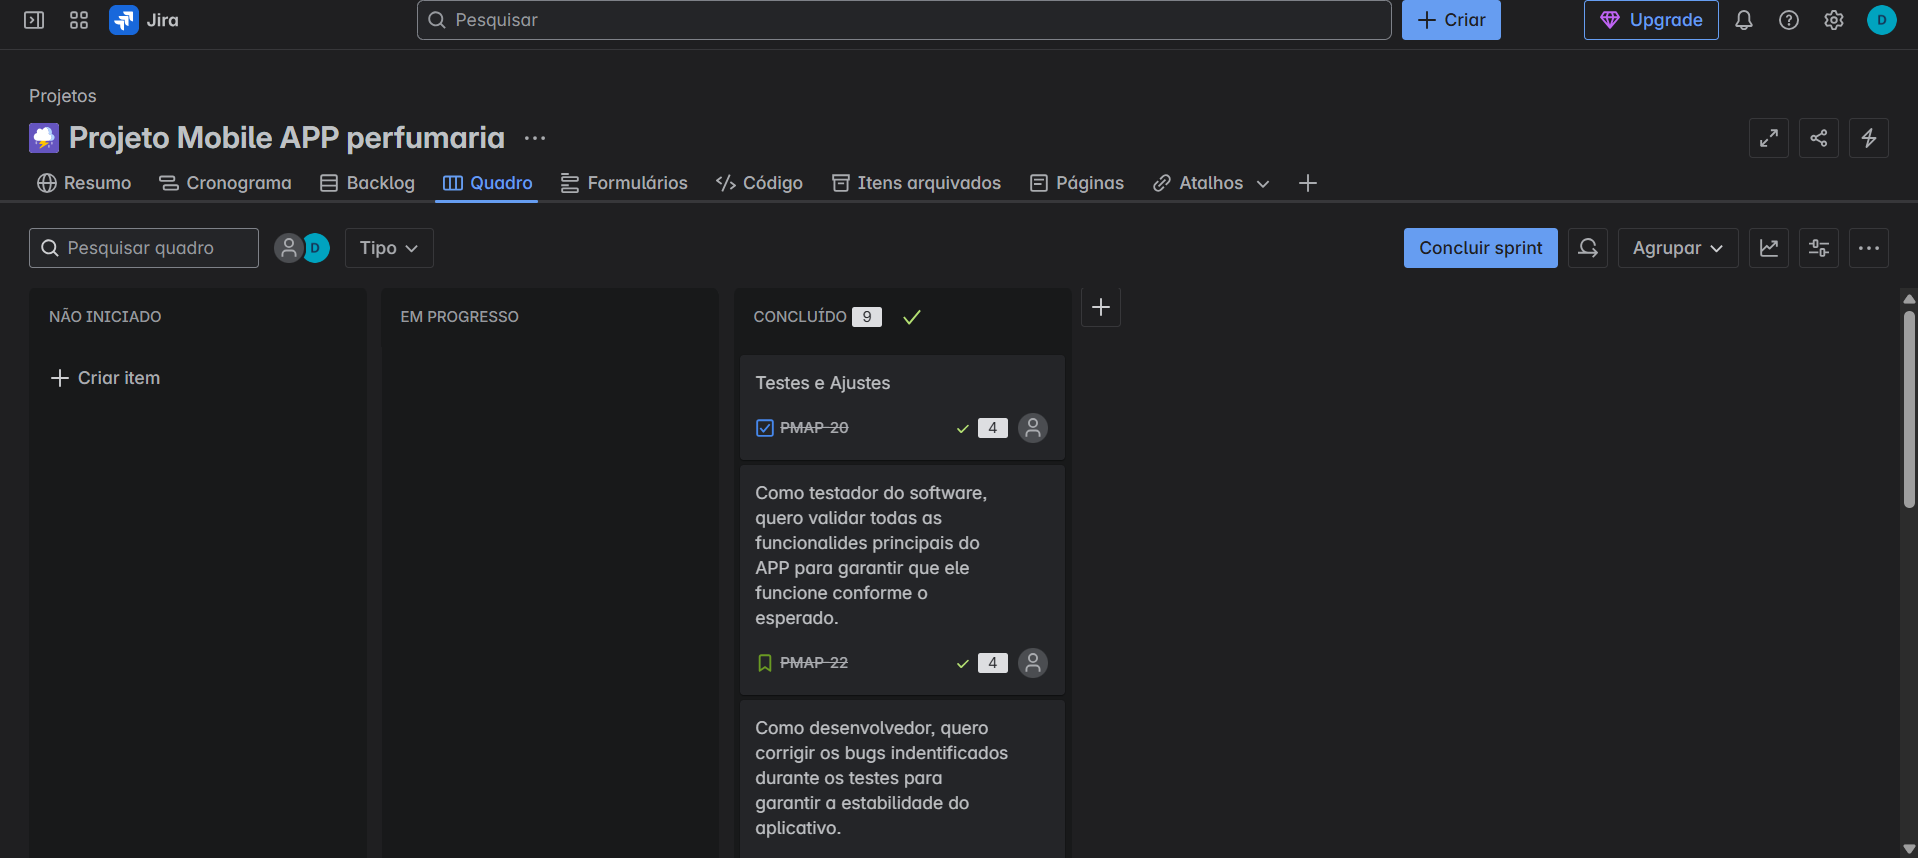 Jira
Pesquisar
Criar
Upgrade
D
Projetos
Projeto Mobile APP perfumaria
Resumo
Cronograma
Backlog
Quadro
Formulários
Código
Itens arquivados
Páginas
Atalhos
Pesquisar quadro
D
Tipo
Concluir sprint
Agrupar
NÃO INICIADO
Criar item
EM PROGRESSO
CONCLUÍDO 9
Testes e Ajustes
PMAP-20
4
Como testador do software,
quero validar todas as
funcionalides principais do
APP para garantir que ele
funcione conforme o
esperado.
PMAP-22
4
Como desenvolvedor, quero
corrigir os bugs indentificados
durante os testes para
garantir a estabilidade do
aplicativo.